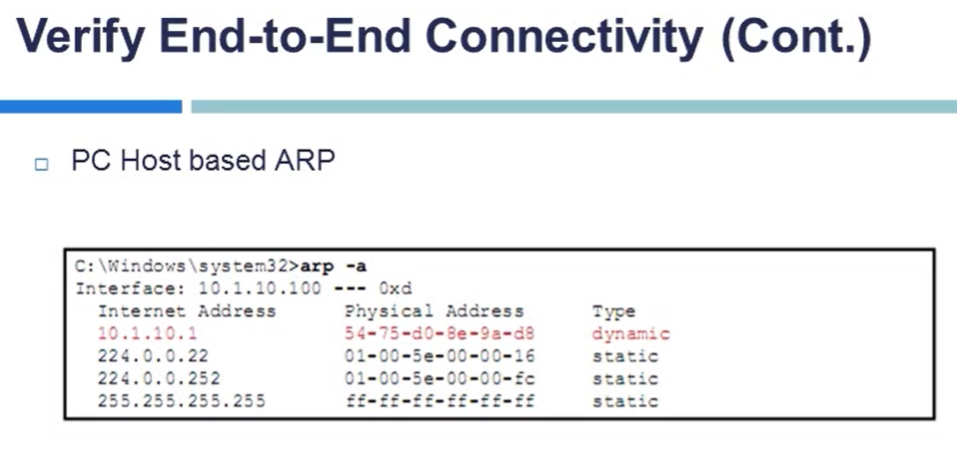 Verify End-to-End Connectivity (Cont.)
PC Host based ARP
C:\Windows\system32>arp -a
Interface: 10.1.10.100 --- 0xd
Internet Address Physical Address Type
10.1.10.1 54-75-d0-8e-9a-d8 dynamic
224.0.0.22 01-00-5e-00-00-16 static
224.0.0.252 01-00-5e-00-00-fc static
255.255.255.255 ff-ff-ff-ff-ff-ff static